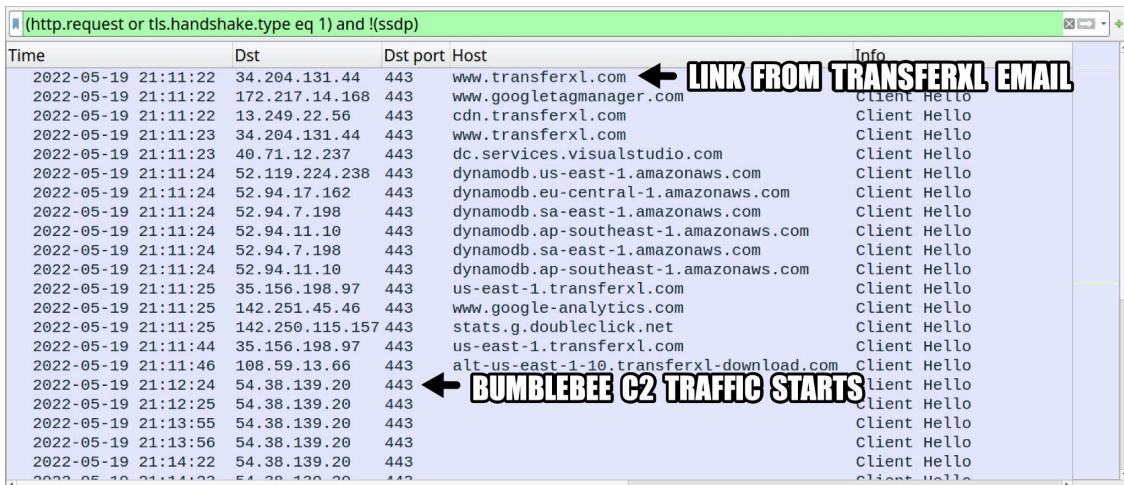 (http.request or tls.handshake.type eq 1) and !(ssdp)
Time Dst Dst port Host Info
2022-05-19 21:11:22 34.204.131.44 443 www.transferxl.com LINK FROM TRANSFERXL EMAIL
2022-05-19 21:11:22 172.217.14.168 443 www.googletagmanager.com Client Hello
2022-05-19 21:11:22 13.249.22.56 443 cdn.transferxl.com Client Hello
2022-05-19 21:11:23 34.204.131.44 443 www.transferxl.com Client Hello
2022-05-19 21:11:23 40.71.12.237 443 dc.services.visualstudio.com Client Hello
2022-05-19 21:11:24 52.119.224.238 443 dynamodb.us-east-1.amazonaws.com Client Hello
2022-05-19 21:11:24 52.94.17.162 443 dynamodb.eu-central-1.amazonaws.com Client Hello
2022-05-19 21:11:24 52.94.7.198 443 dynamodb.sa-east-1.amazonaws.com Client Hello
2022-05-19 21:11:24 52.94.11.10 443 dynamodb.ap-southeast-1.amazonaws.com Client Hello
2022-05-19 21:11:24 52.94.7.198 443 dynamodb.sa-east-1.amazonaws.com Client Hello
2022-05-19 21:11:24 52.94.11.10 443 dynamodb.ap-southeast-1.amazonaws.com Client Hello
2022-05-19 21:11:25 35.156.198.97 443 us-east-1.transferxl.com Client Hello
2022-05-19 21:11:25 142.251.45.46 443 www.google-analytics.com Client Hello
2022-05-19 21:11:25 142.250.115.157 443 stats.g.doubleclick.net Client Hello
2022-05-19 21:11:44 35.156.198.97 443 us-east-1.transferxl.com Client Hello
2022-05-19 21:11:46 108.59.13.66 443 alt-us-east-1-10.transferxl-download.com Client Hello
2022-05-19 21:12:24 54.38.139.20 443 BUMBLEBEE C2 TRAFFIC STARTS Client Hello
2022-05-19 21:12:25 54.38.139.20 443 Client Hello
2022-05-19 21:13:55 54.38.139.20 443 Client Hello
2022-05-19 21:13:56 54.38.139.20 443 Client Hello
2022-05-19 21:14:22 54.38.139.20 443 Client Hello